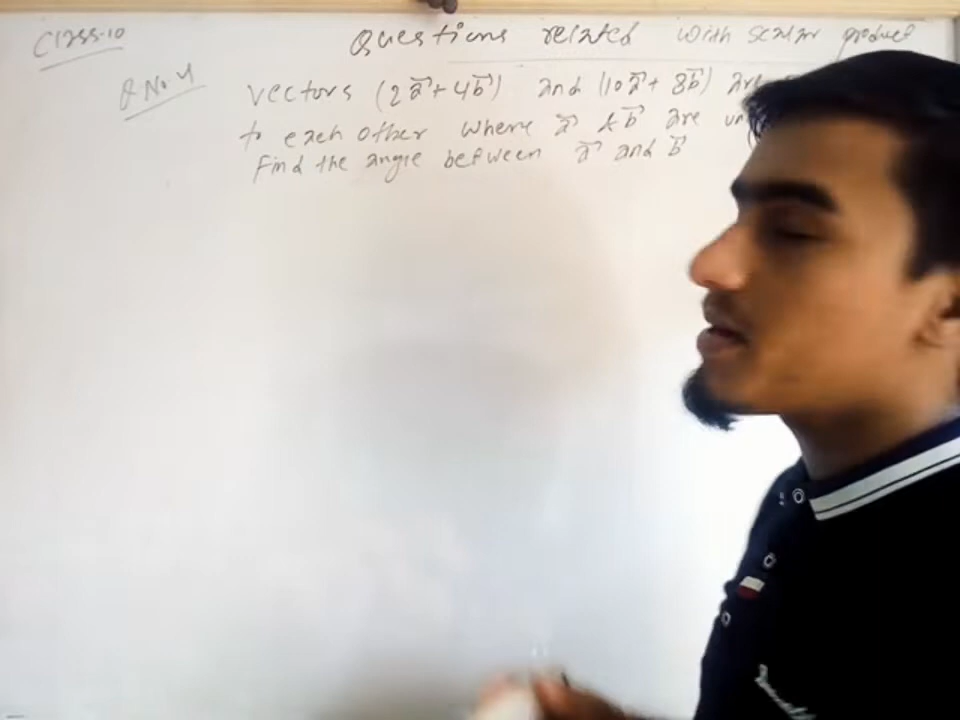 Class-10
Questions related with scalar product
Q No. 4
Vectors (2a⃗ + 4b⃗) and (10a⃗ + 8b⃗) are
to each other where a⃗ & b⃗ are un
Find the angle between a⃗ and b⃗